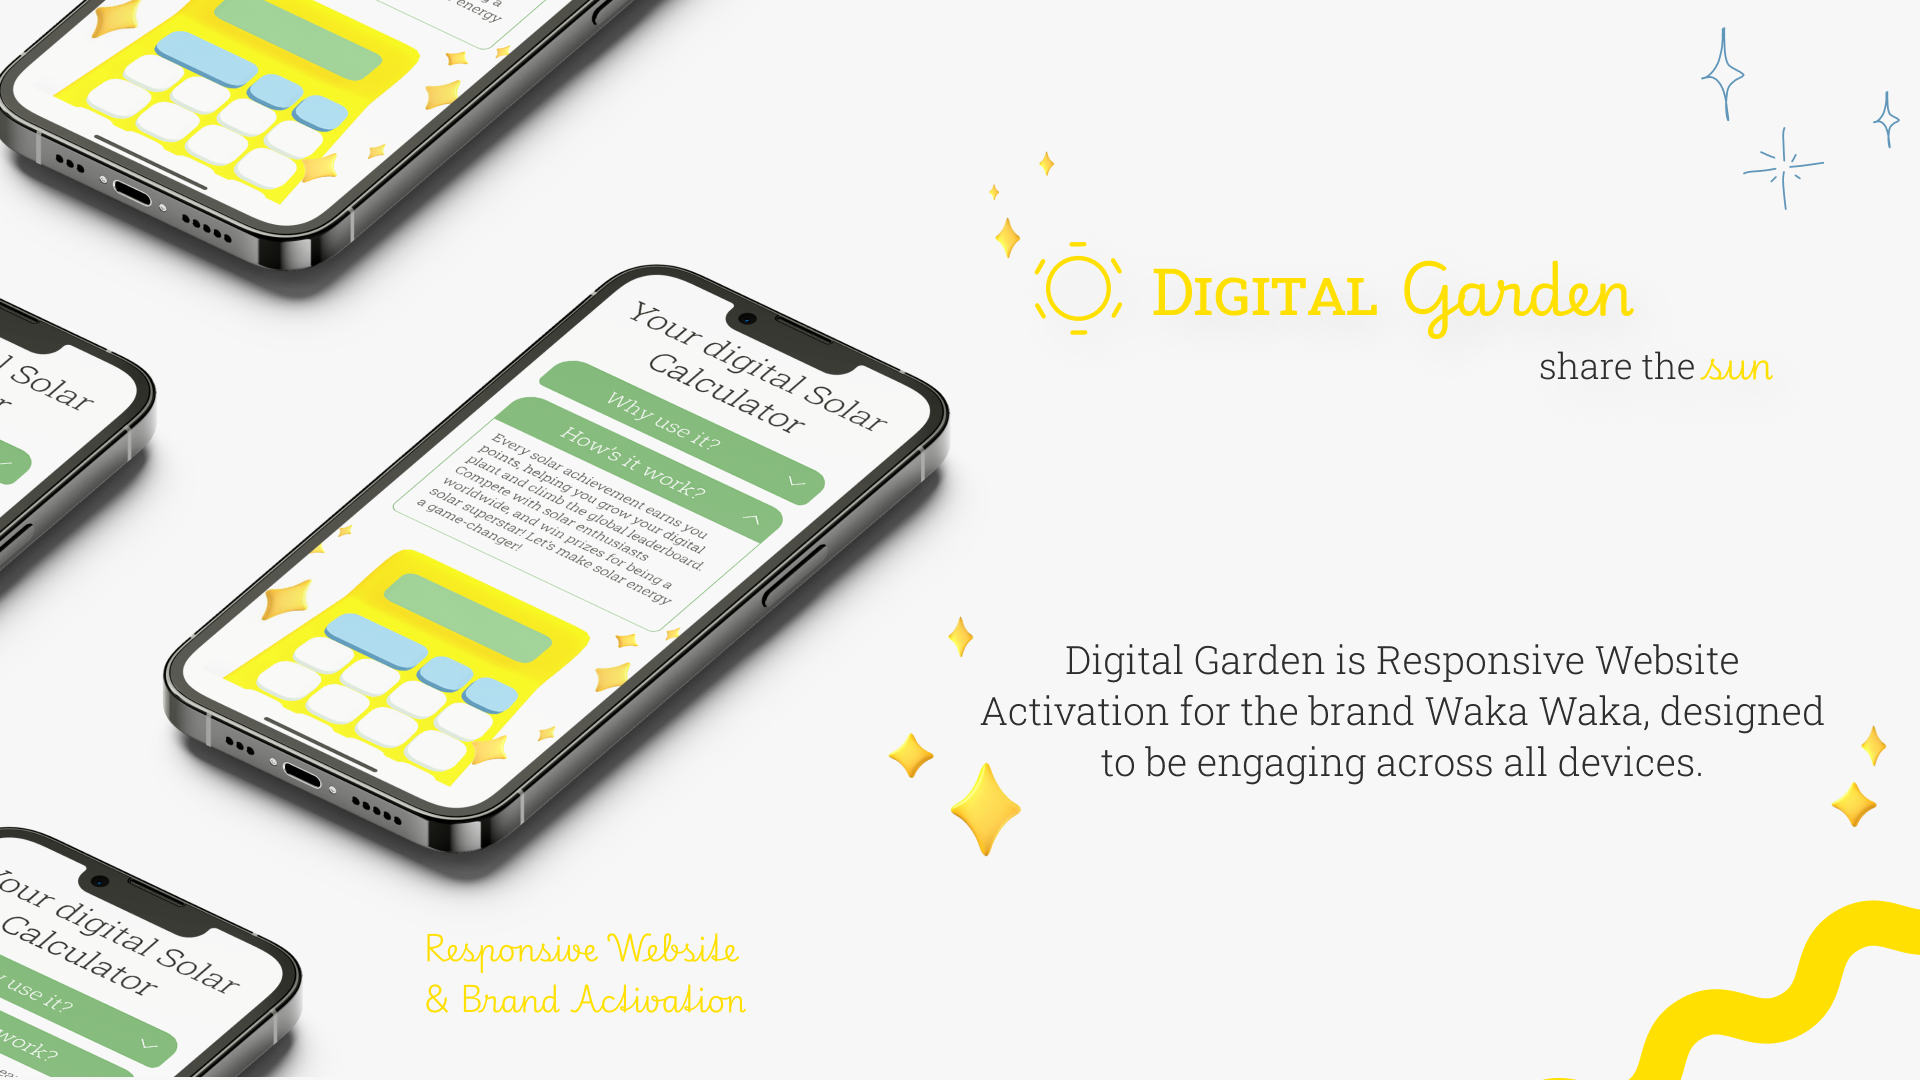 energy
DIGITAL Garden
share the sun
l Solar
Your digital Solar
Calculator
Why use it?
How's it work?
Every solar achievement earns you
points, helping you grow your digital
plant and climb the global leaderboard.
Compete with solar enthusiasts
worldwide, and win prizes for being a
solar superstar! Let's make solar energy
a game-changer!
Digital Garden is Responsive Website
Activation for the brand Waka Waka, designed
to be engaging across all devices.
Responsive Website
& Brand Activation
Your digital Solar
Calculator
use it?
work?